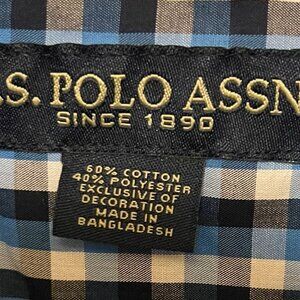 .S. POLO ASSN
SINCE 1890
60% COTTON
40% POLYESTER
EXCLUSIVE OF
DECORATION
MADE IN
BANGLADESH